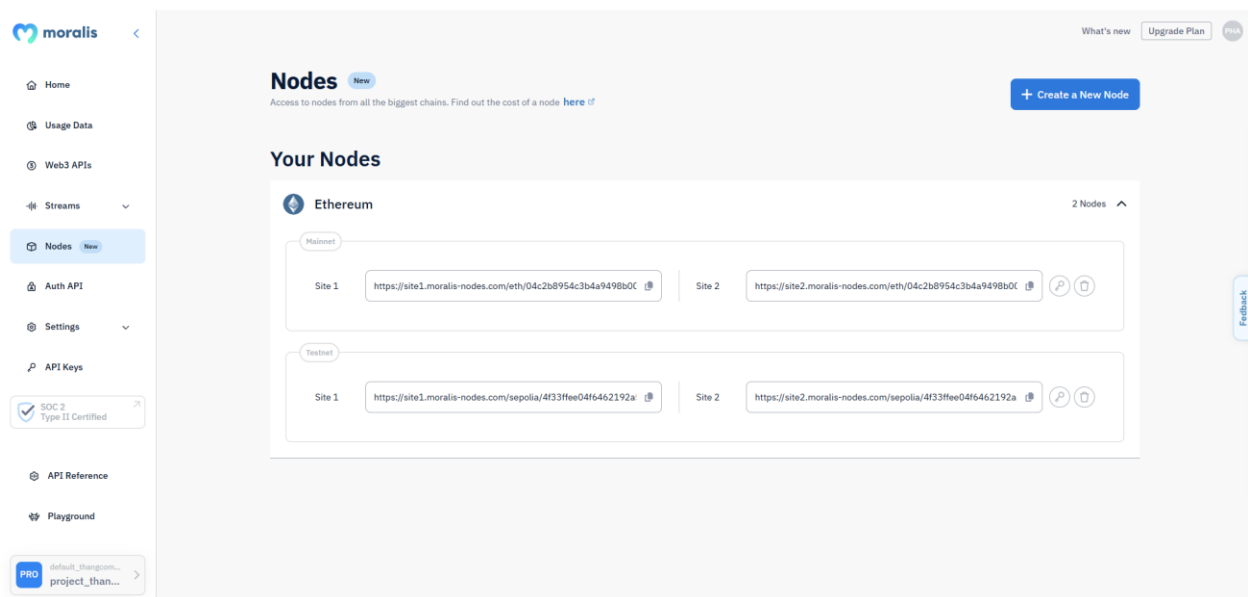 moralis
What's new
Upgrade Plan
PHA
Home
Usage Data
Web3 APIs
Streams
Nodes New
Auth API
Settings
API Keys
SOC 2
Type II Certified
API Reference
Playground
PRO
default_thangcom...
project_than...
Nodes New
Access to nodes from all the biggest chains. Find out the cost of a node here
+ Create a New Node
Your Nodes
Ethereum
2 Nodes
Mainnet
Site 1 https://site1.moralis-nodes.com/eth/04c2b8954c3b4a9498b0
Site 2 https://site2.moralis-nodes.com/eth/04c2b8954c3b4a9498b0
Testnet
Site 1 https://site1.moralis-nodes.com/sepolia/4f33ffee04f6462192a
Site 2 https://site2.moralis-nodes.com/sepolia/4f33ffee04f6462192a
Feedback